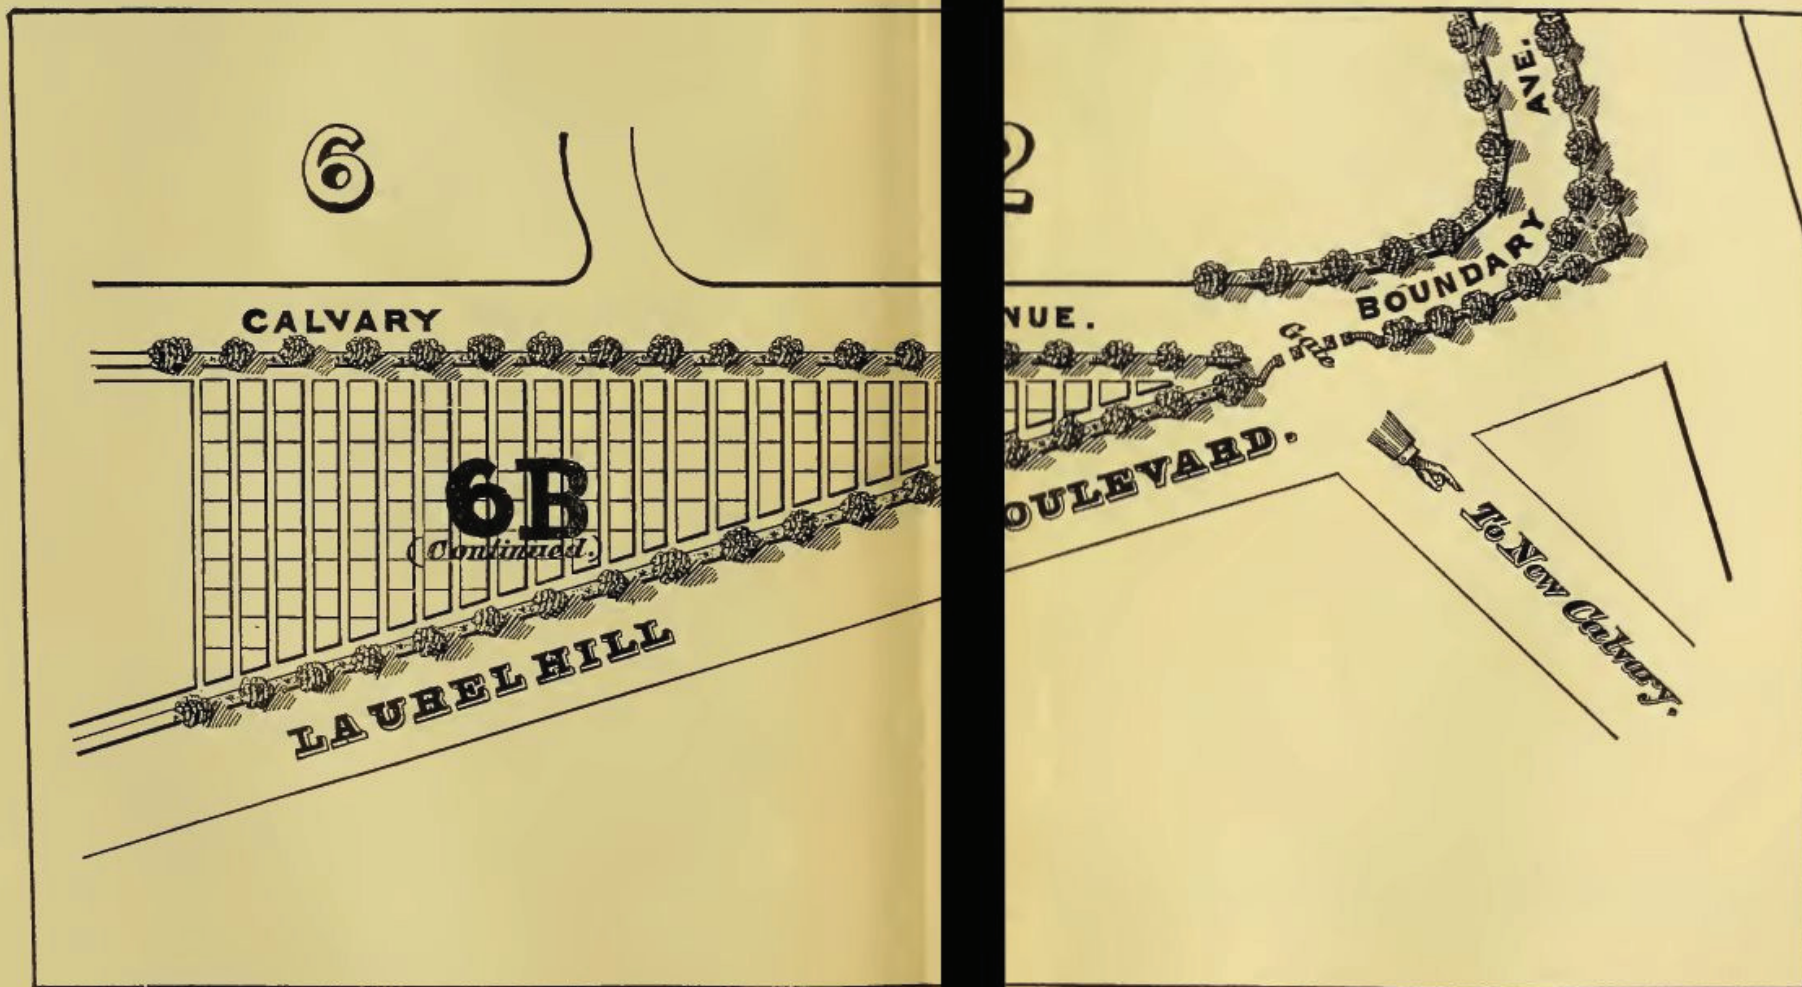 6
2
AVE.
BOUNDARY
CALVARY
NUE.
Gate
6B
(Continued.)
LAUREL HILL
OULEVARD.
To New Calvary.